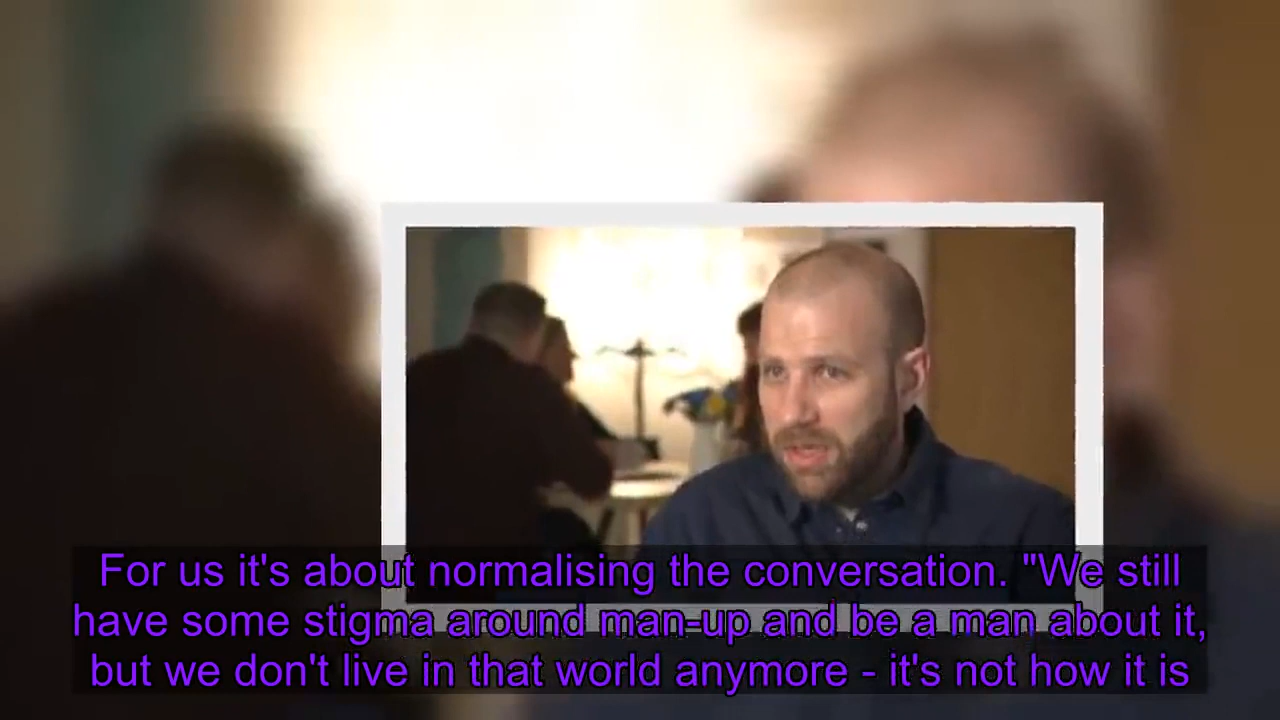 For us it's about normalising the conversation. "We still
have some stigma around man-up and be a man about it,
but we don't live in that world anymore - it's not how it is